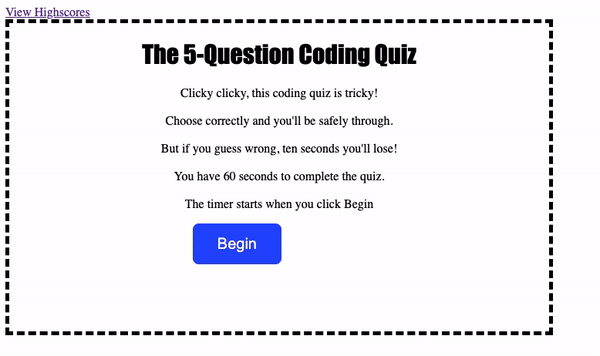 View Highscores
The 5-Question Coding Quiz
Clicky clicky, this coding quiz is tricky!
Choose correctly and you'll be safely through.
But if you guess wrong, ten seconds you'll lose!
You have 60 seconds to complete the quiz.
The timer starts when you click Begin
Begin